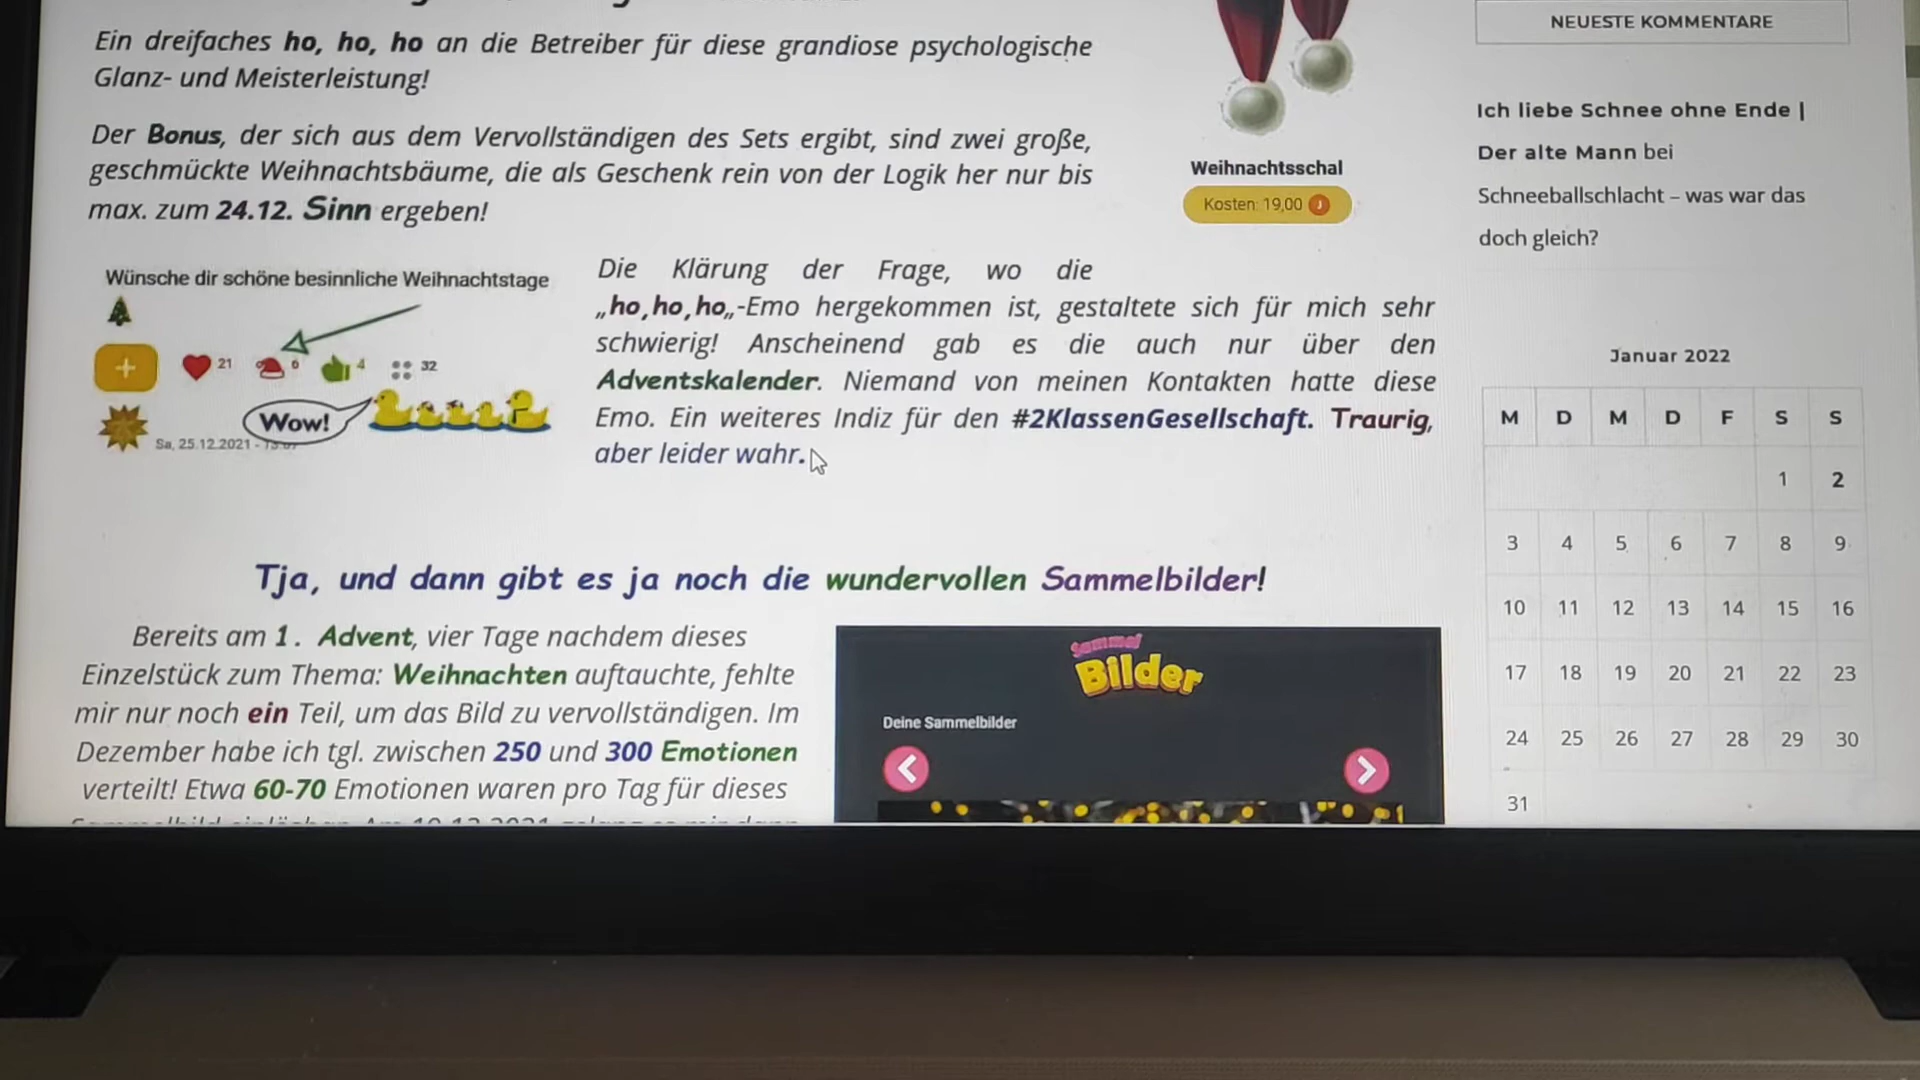 Ein dreifaches ho, ho, ho an die Betreiber für diese grandiose psychologische
Glanz- und Meisterleistung!
Der Bonus, der sich aus dem Vervollständigen des Sets ergibt, sind zwei große,
geschmückte Weihnachtsbäume, die als Geschenk rein von der Logik her nur bis
max. zum 24.12. Sinn ergeben!
Weihnachtsschal
Kosten: 19,00 J
Wünsche dir schöne besinnliche Weihnachtstage
21
6
4
32
Wow!
Sa, 25.12.2021 -
Die Klärung der Frage, wo die
„ho,ho,ho„-Emo hergekommen ist, gestaltete sich für mich sehr
schwierig! Anscheinend gab es die auch nur über den
Adventskalender. Niemand von meinen Kontakten hatte diese
Emo. Ein weiteres Indiz für den #2KlassenGesellschaft. Traurig,
aber leider wahr.
Tja, und dann gibt es ja noch die wundervollen Sammelbilder!
Bereits am 1. Advent, vier Tage nachdem dieses
Einzelstück zum Thema: Weihnachten auftauchte, fehlte
mir nur noch ein Teil, um das Bild zu vervollständigen. Im
Dezember habe ich tgl. zwischen 250 und 300 Emotionen
verteilt! Etwa 60-70 Emotionen waren pro Tag für dieses
Sammel
Bilder
Deine Sammelbilder
NEUESTE KOMMENTARE
Ich liebe Schnee ohne Ende |
Der alte Mann bei
Schneeballschlacht – was war das
doch gleich?
Januar 2022
M D M D F S S
1 2
3 4 5 6 7 8 9
10 11 12 13 14 15 16
17 18 19 20 21 22 23
24 25 26 27 28 29 30
31